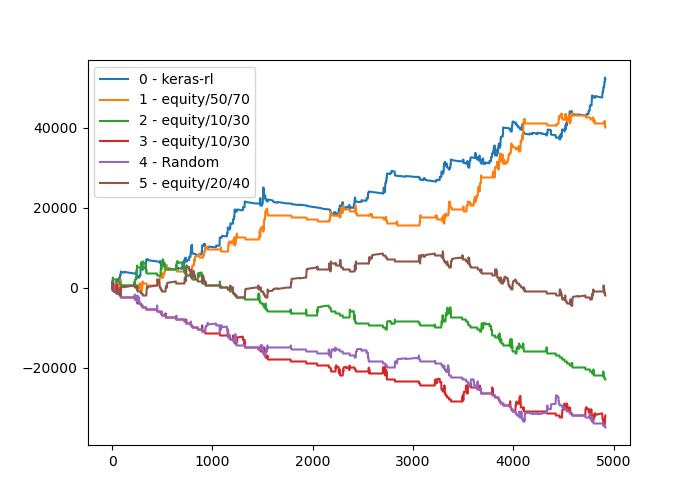 0 - keras-rl
1 - equity/50/70
2 - equity/10/30
3 - equity/10/30
4 - Random
5 - equity/20/40
40000
20000
0
−20000
0 1000 2000 3000 4000 5000